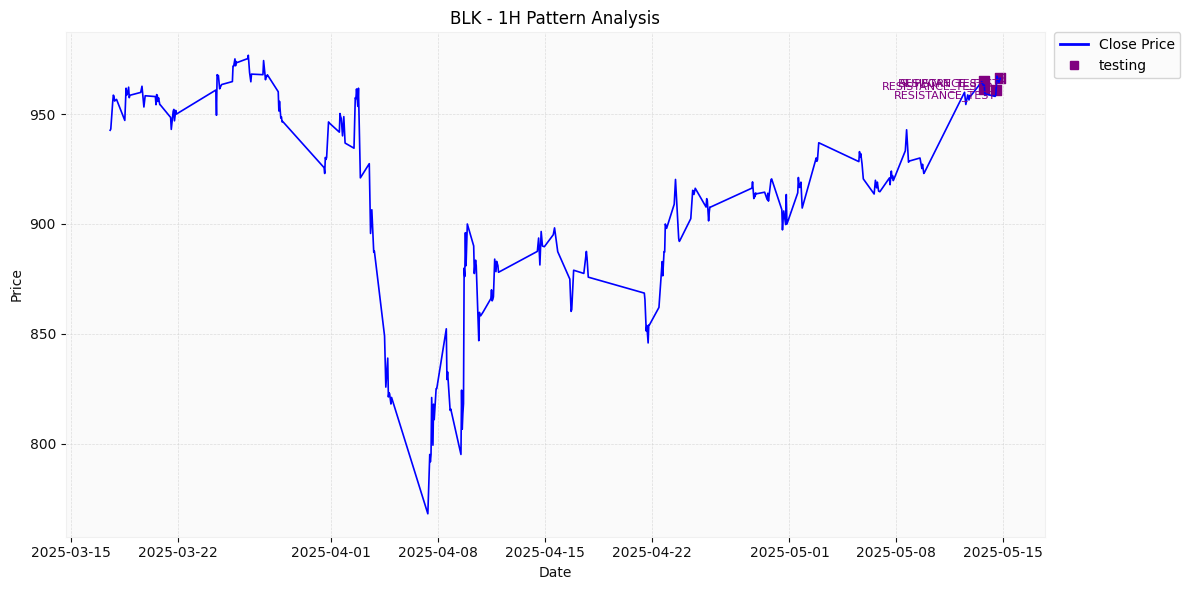 BLK - 1H Pattern Analysis
Close Price
testing
RESISTANCE_TEST
RESISTANCE_TEST
RESISTANCE_TEST
Price
950
900
850
800
2025-03-15
2025-03-22
2025-04-01
2025-04-08
2025-04-15
2025-04-22
2025-05-01
2025-05-08
2025-05-15
Date